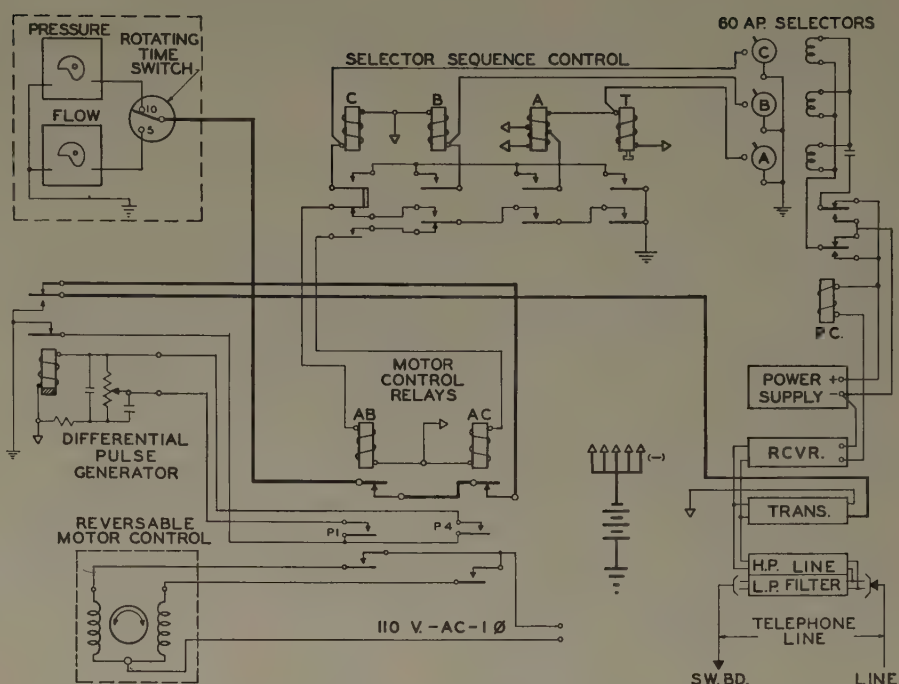 PRESSURE
ROTATING
TIME
SWITCH
10
5
FLOW
SELECTOR SEQUENCE CONTROL
C
B
A
T
60 AP. SELECTORS
C
B
A
P.C.
POWER +
SUPPLY -
RCVR.
TRANS.
H.P. LINE
L.P. FILTER
TELEPHONE
LINE
SW. BD.
LINE
MOTOR
CONTROL
RELAYS
AB
AC
(-)
DIFFERENTIAL
PULSE
GENERATOR
P1
P4
REVERSABLE
MOTOR CONTROL
110 V.-AC-1 Ø